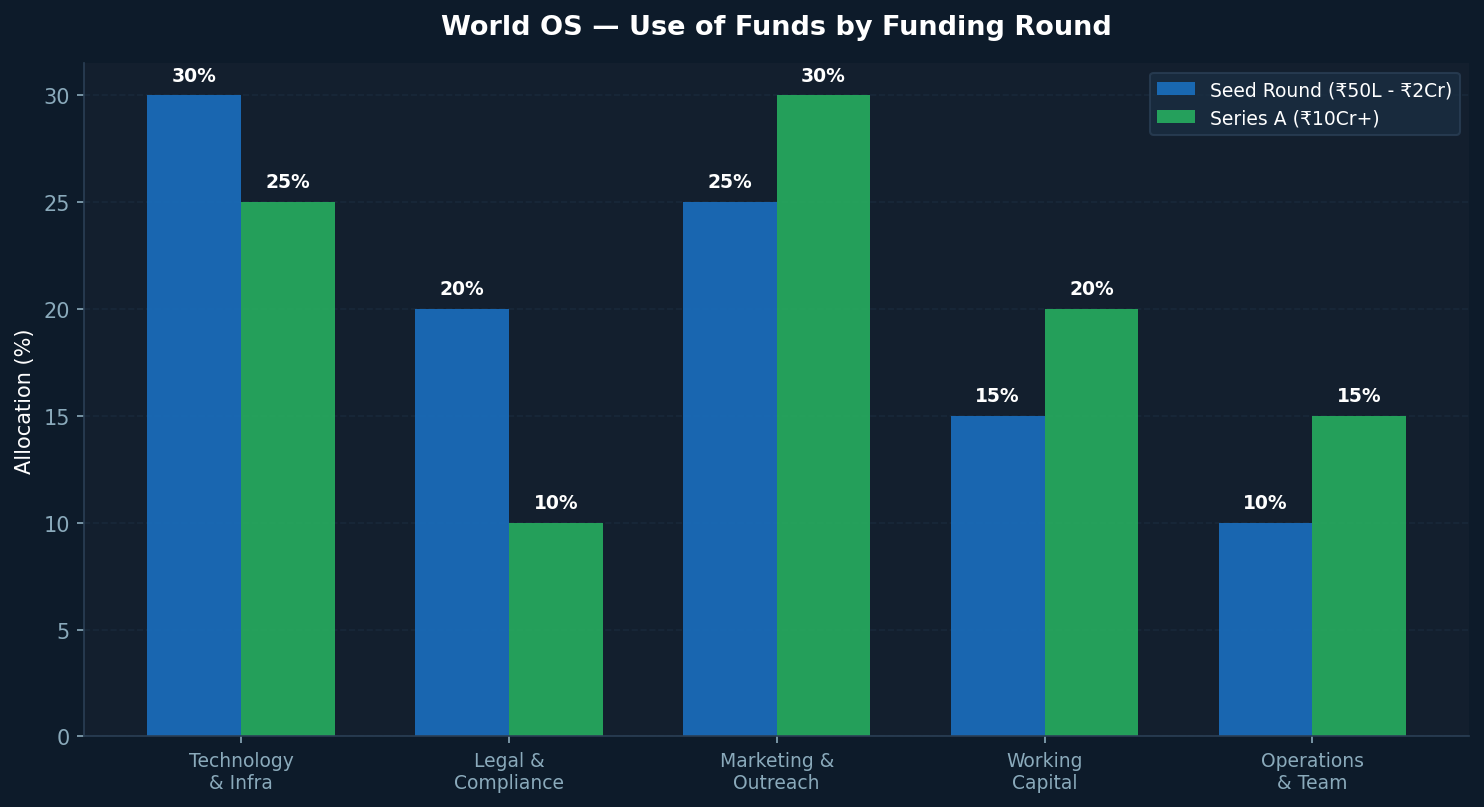 World OS — Use of Funds by Funding Round
30% 30%
Seed Round (₹50L - ₹2Cr)
Series A (₹10Cr+)
25% 25%
20% 20%
15% 15%
10% 10%
Allocation (%)
30
25
20
15
10
5
0
Technology
& Infra
Legal &
Compliance
Marketing &
Outreach
Working
Capital
Operations
& Team